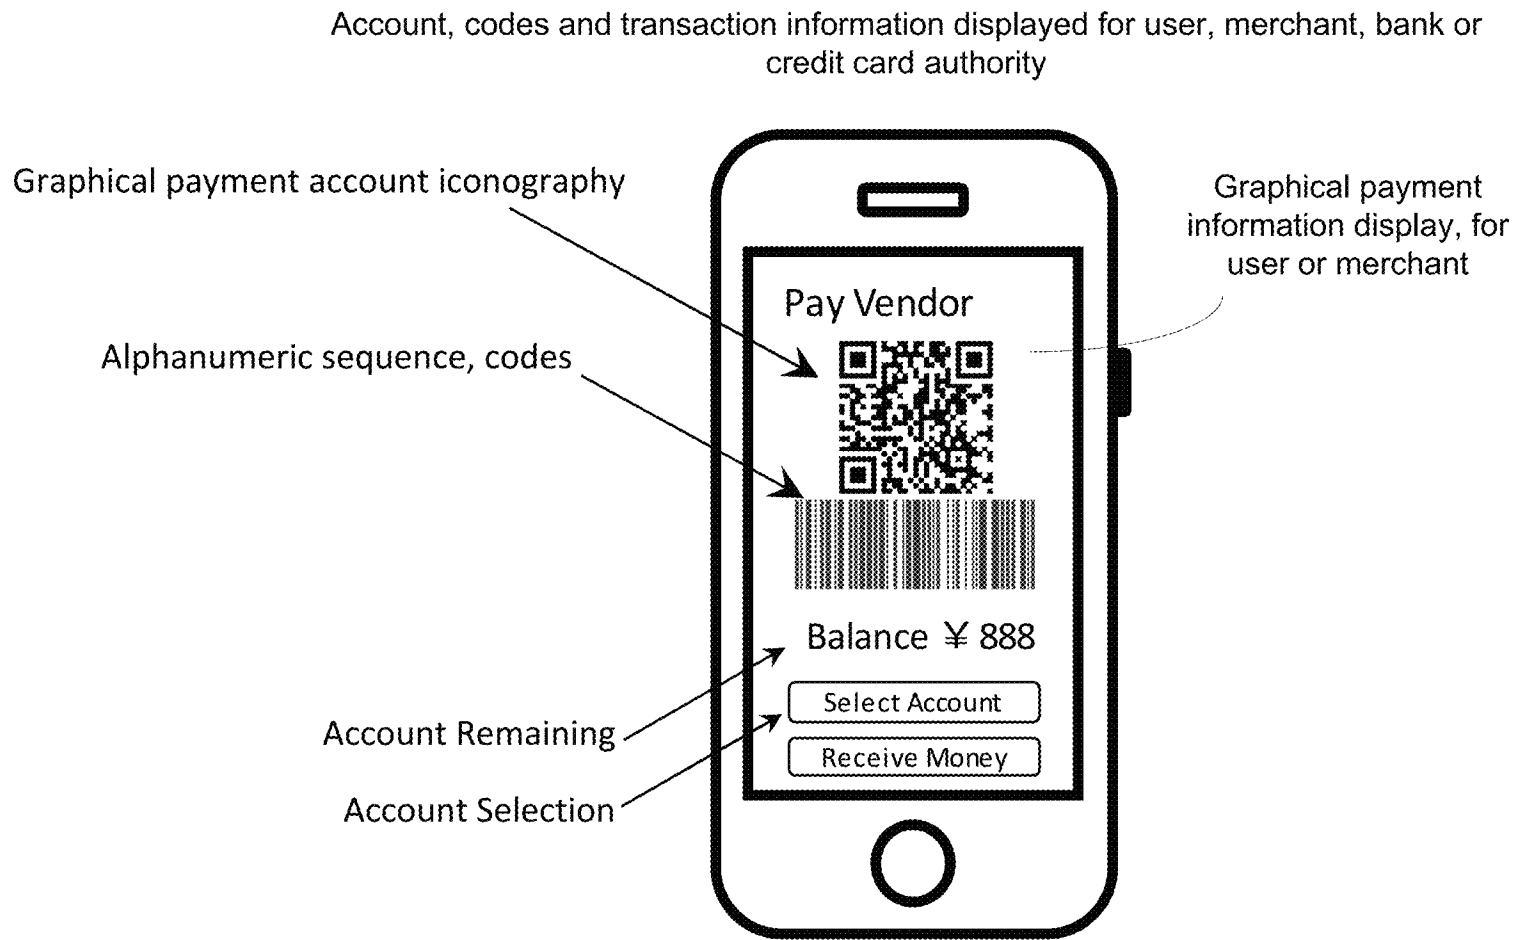 Account, codes and transaction information displayed for user, merchant, bank or
credit card authority
Graphical payment account iconography
Graphical payment
information display, for
user or merchant
Pay Vendor
Alphanumeric sequence, codes
Balance ¥ 888
Select Account
Account Remaining
Receive Money
Account Selection